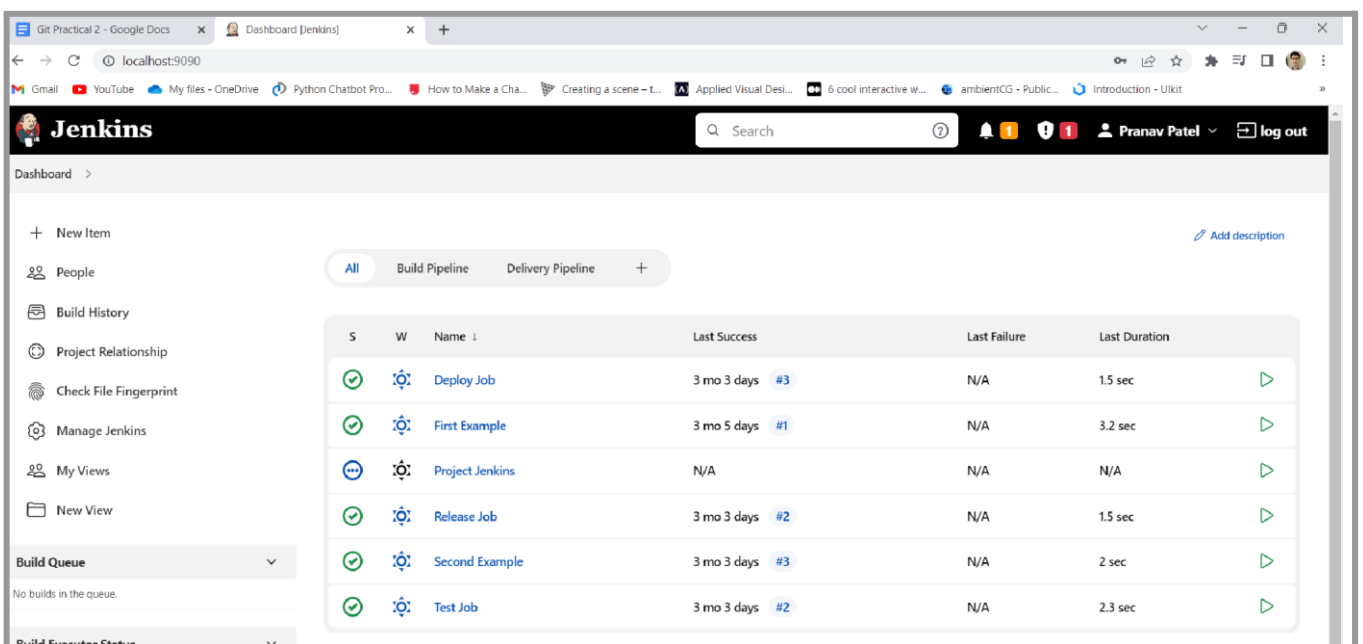 Git Practical 2 - Google Docs
Dashboard [Jenkins]
localhost:9090
Gmail YouTube My files - OneDrive Python Chatbot Pro... How to Make a Cha... Creating a scene – t... Applied Visual Desi... 6 cool interactive w... ambientCG - Public... Introduction - UIkit »
Jenkins
Search
1
1
Pranav Patel
log out
Dashboard
New Item
People
Build History
Project Relationship
Check File Fingerprint
Manage Jenkins
My Views
New View
Build Queue
No builds in the queue.
Build Executor Status
Add description
All Build Pipeline Delivery Pipeline +
S W Name ↓ Last Success Last Failure Last Duration
Deploy Job 3 mo 3 days #3 N/A 1.5 sec
First Example 3 mo 5 days #1 N/A 3.2 sec
Project Jenkins N/A N/A N/A
Release Job 3 mo 3 days #2 N/A 1.5 sec
Second Example 3 mo 3 days #3 N/A 2 sec
Test Job 3 mo 3 days #2 N/A 2.3 sec